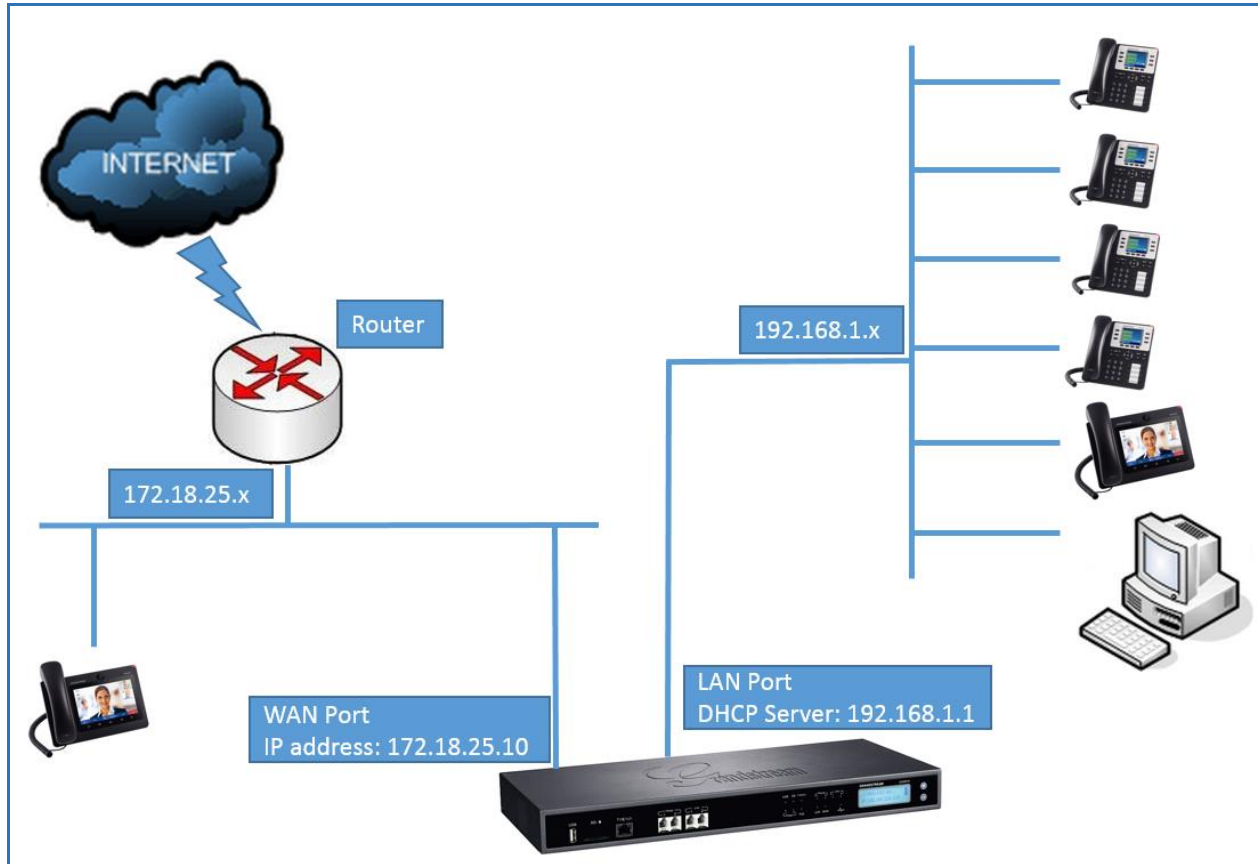 INTERNET
Router
192.168.1.x
172.18.25.x
WAN Port
IP address: 172.18.25.10
LAN Port
DHCP Server: 192.168.1.1
Grandstream